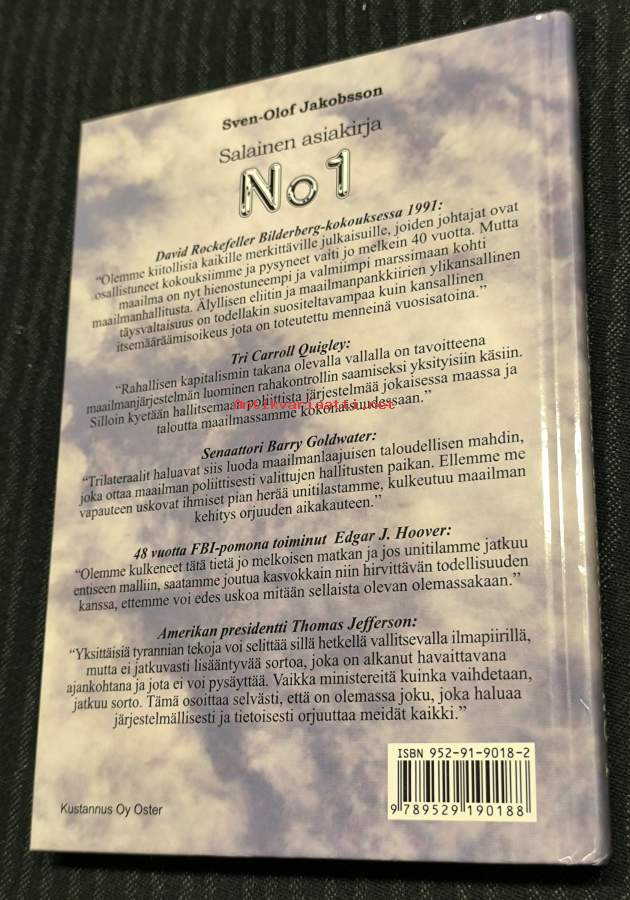 Sven-Olof Jakobsson
Salainen asiakirja
No 1
David Rockefeller Bilderberg-kokouksessa 1991:
“Olemme kiitollisia kaikille merkittäville julkaisuille, joiden johtajat ovat
osallistuneet kokouksiimme ja pysyneet vaiti jo melkein 40 vuotta. Mutta
maailma on nyt hienostuneempi ja valmiimpi marssimaan kohti
maailmanhallitusta. Älyllisen eliitin ja maailmanpankkiirien ylikansallinen
täysvaltaisuus on todellakin suositeltavampaa kuin kansallinen
itsemääräämisoikeus jota on toteutettu menneinä vuosisatoina.”
Tri Carroll Quigley:
“Rahallisen kapitalismin takana olevalla vallalla on tavoitteena
maailmanjärjestelmän luominen rahakontrollin saamiseksi yksityisiin käsiin.
Silloin kyetään hallitsemaan poliittista järjestelmää jokaisessa maassa ja
taloutta maailmassamme kokonaisuudessaan.”
antikvariaatti.net
Senaattori Barry Goldwater:
“Trilateraalit haluavat siis luoda maailmanlaajuisen taloudellisen mahdin,
joka ottaa maailman poliittisesti valittujen hallitusten paikan. Ellemme me
vapauteen uskovat ihmiset pian herää unitilastamme, kulkeutuu maailman
kehitys orjuuden aikakauteen.”
48 vuotta FBI-pomona toiminut Edgar J. Hoover:
“Olemme kulkeneet tätä tietä jo melkoisen matkan ja jos unitilamme jatkuu
entiseen malliin, saatamme joutua kasvokkain niin hirvittävän todellisuuden
kanssa, ettemme voi edes uskoa mitään sellaista olevan olemassakaan.”
Amerikan presidentti Thomas Jefferson:
“Yksittäisiä tyrannian tekoja voi selittää sillä hetkellä vallitsevalla ilmapiirillä,
mutta ei jatkuvasti lisääntyvää sortoa, joka on alkanut havaittavana
ajankohtana ja jota ei voi pysäyttää. Vaikka ministereitä kuinka vaihdetaan,
jatkuu sorto. Tämä osoittaa selvästi, että on olemassa joku, joka haluaa
järjestelmällisesti ja tietoisesti orjuuttaa meidät kaikki.”
ISBN 952-91-9018-2
9 789529 190188
Kustannus Oy Oster